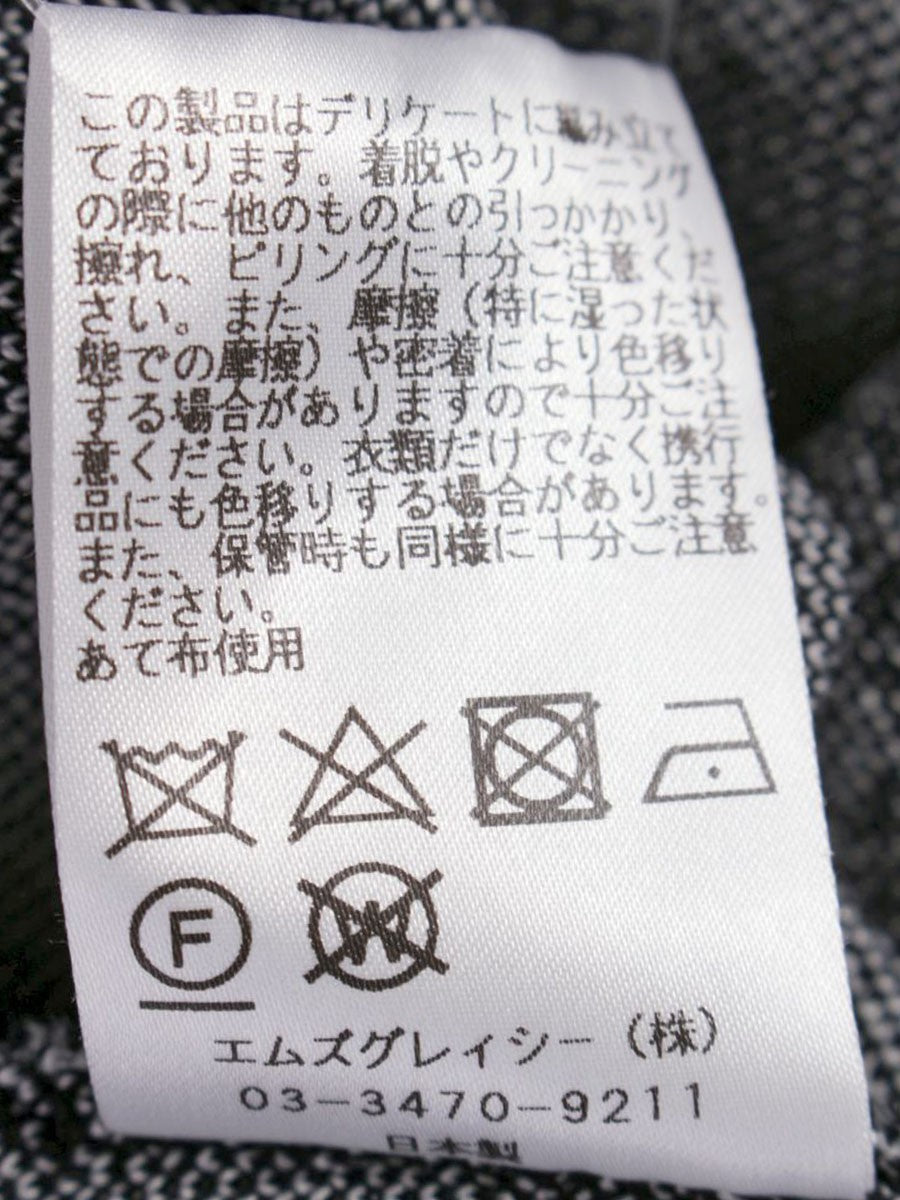 この製品はデリケートに編み立て
ております。着脱やクリーニング
の際に他のものとの引っかかり、
擦れ、ピリングに十分ご注意くだ
さい。また、摩擦（特に湿った状
態での摩擦）や密着により色移り
する場合がありますので十分ご注
意ください。衣類だけでなく携行
品にも色移りする場合があります。
また、保管時も同様に十分ご注意
ください。
あて布使用
F W
エムズグレイシー（株）
03-3470-9211
日本製